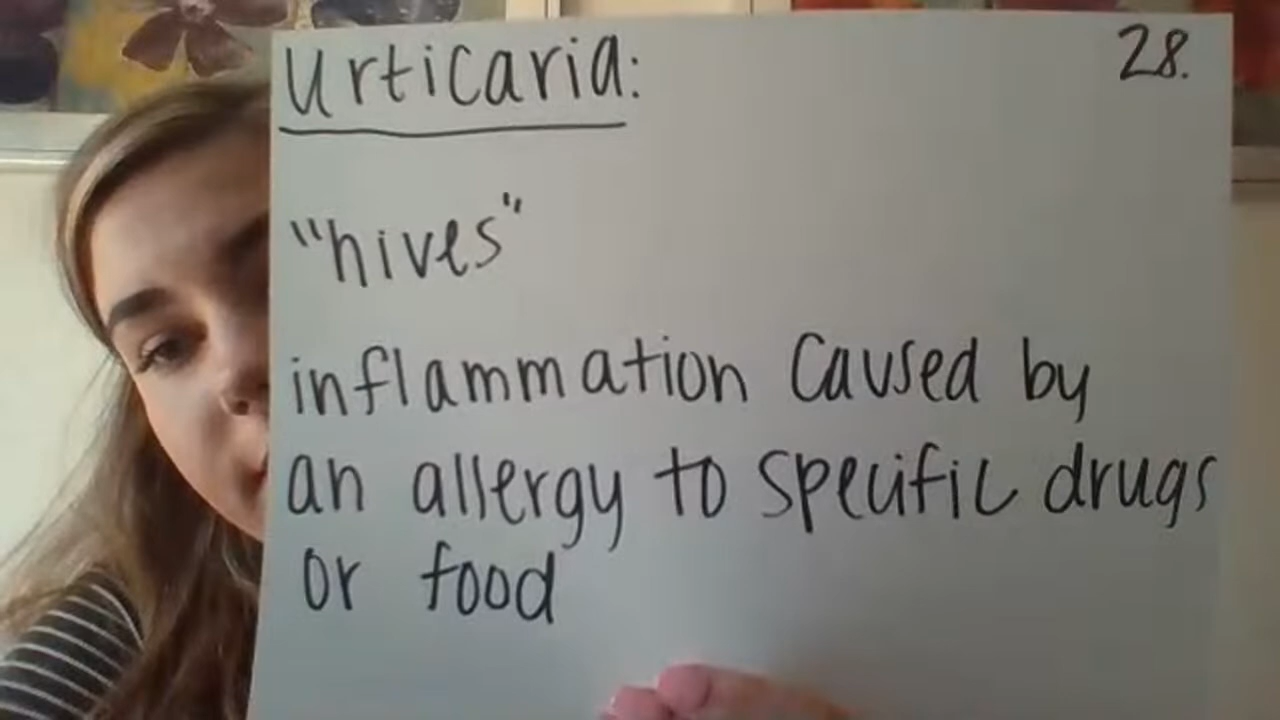 Urticaria:
28.
"hives"
inflammation caused by
an allergy to specific drugs
or food